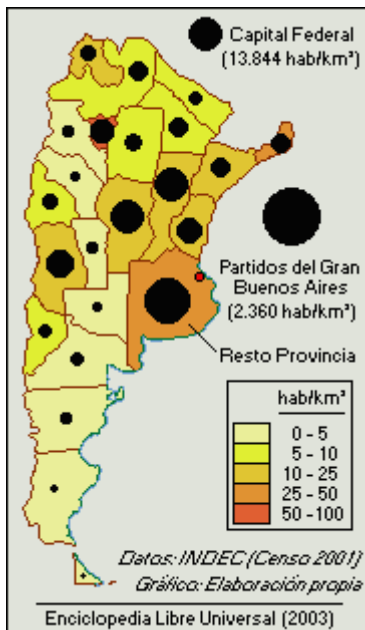 Capital Federal
(13.844 hab/km²)
Partidos del Gran
Buenos Aires
(2.360 hab/km²)
Resto Provincia
hab/km²
0 - 5
5 - 10
10 - 25
25 - 50
50 - 100
Datos: INDEC (Censo 2001)
Gráfico: Elaboración propia
Enciclopedia Libre Universal (2003)